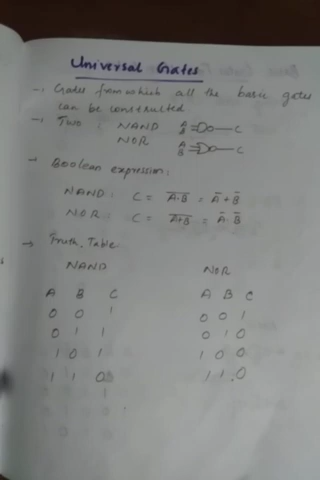 Universal Gates
→ Gates from which all the basic gates
can be constructed
→ Two : NAND A B C
NOR A B C
→ Boolean expression:
NAND: C = \overline{A·B} = Ā + B̄
NOR: C = \overline{A+B} = Ā · B̄
→ Truth Table:
NAND NOR
A B C A B C
0 0 1 0 0 1
0 1 1 0 1 0
1 0 1 1 0 0
1 1 0 1 1 0